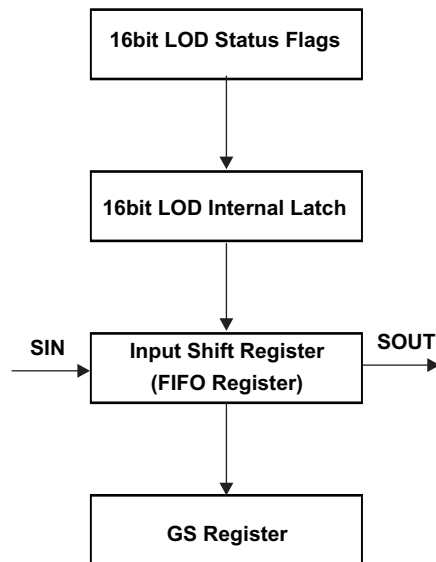 16bit LOD Status Flags
16bit LOD Internal Latch
SIN
Input Shift Register
(FIFO Register)
SOUT
GS Register